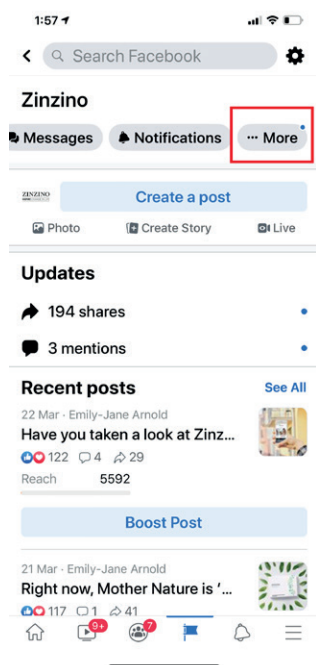 1:57
Search Facebook
Zinzino
Messages Notifications ··· More
ZINZINO Create a post
Photo Create Story Live
Updates
194 shares
3 mentions
Recent posts See All
22 Mar · Emily-Jane Arnold
Have you taken a look at Zinz...
122 4 29
Reach 5592
Boost Post
21 Mar · Emily-Jane Arnold
Right now, Mother Nature is ‘...
117 1 41
9+ 7